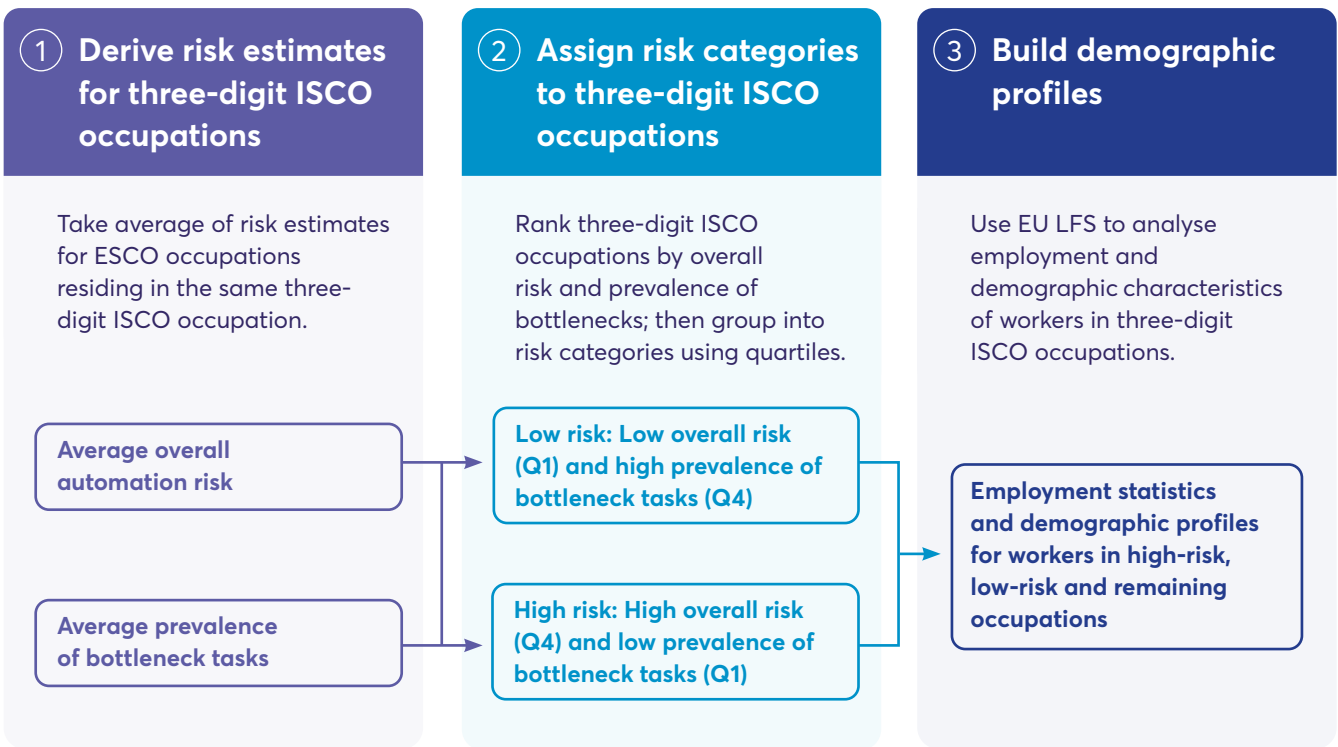 1 Derive risk estimates
for three-digit ISCO
occupations
Take average of risk estimates
for ESCO occupations
residing in the same three-
digit ISCO occupation.
Average overall
automation risk
Average prevalence
of bottleneck tasks
2 Assign risk categories
to three-digit ISCO
occupations
Rank three-digit ISCO
occupations by overall
risk and prevalence of
bottlenecks; then group into
risk categories using quartiles.
Low risk: Low overall risk
(Q1) and high prevalence of
bottleneck tasks (Q4)
High risk: High overall risk
(Q4) and low prevalence of
bottleneck tasks (Q1)
3 Build demographic
profiles
Use EU LFS to analyse
employment and
demographic characteristics
of workers in three-digit
ISCO occupations.
Employment statistics
and demographic profiles
for workers in high-risk,
low-risk and remaining
occupations